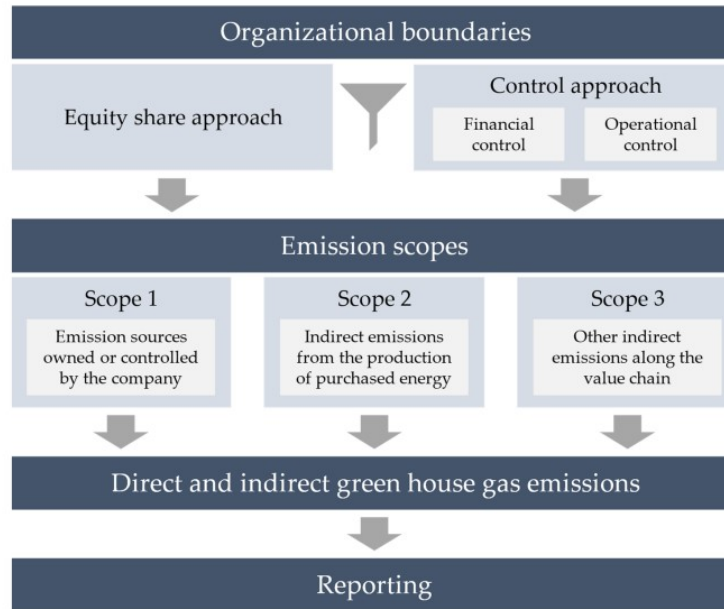 Organizational boundaries
Equity share approach
Control approach
Financial
control
Operational
control
Emission scopes
Scope 1
Emission sources
owned or controlled
by the company
Scope 2
Indirect emissions
from the production
of purchased energy
Scope 3
Other indirect
emissions along the
value chain
Direct and indirect green house gas emissions
Reporting